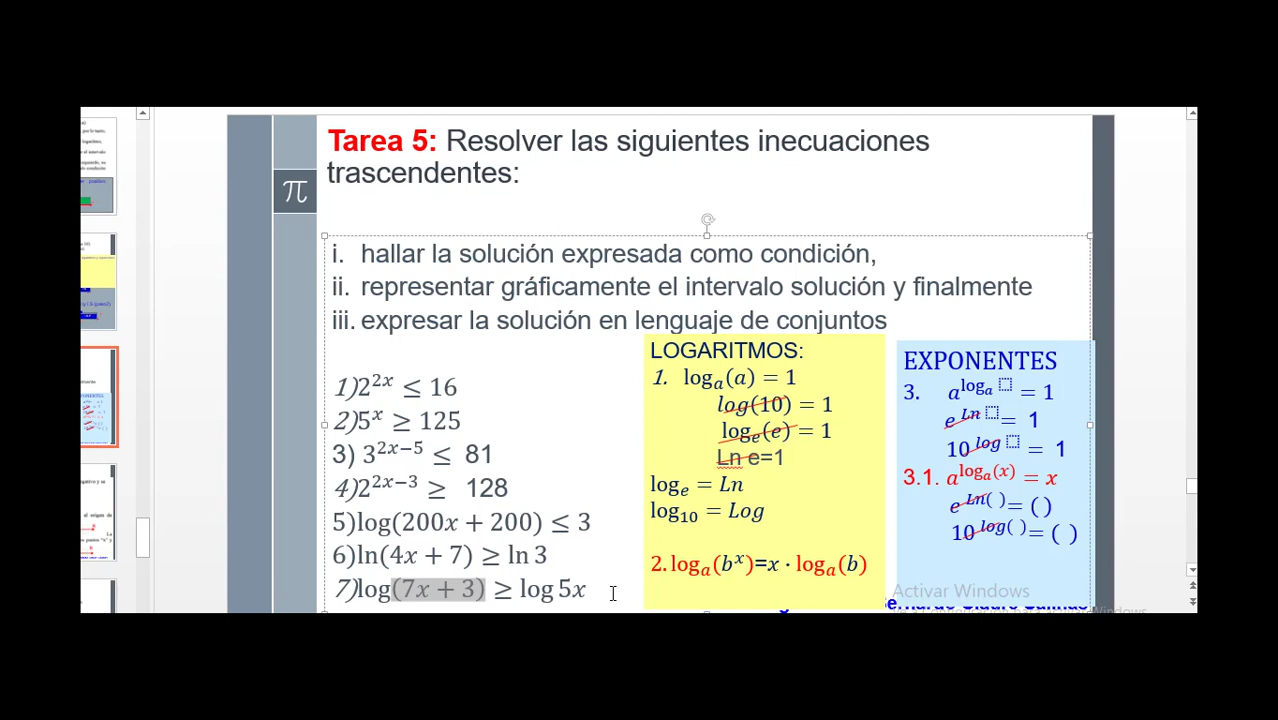 Tarea 5: Resolver las siguientes inecuaciones
trascendentes:
π
i. hallar la solución expresada como condición,
ii. representar gráficamente el intervalo solución y finalmente
iii. expresar la solución en lenguaje de conjuntos
1)2^{2x} ≤ 16
2)5^x ≥ 125
3) 3^{2x−5} ≤ 81
4)2^{2x−3} ≥ 128
5)log(200x + 200) ≤ 3
6)ln(4x + 7) ≥ ln 3
7)log(7x + 3) ≥ log 5x
LOGARITMOS:
1. log_a(a) = 1
log(10) = 1
log_e(e) = 1
Ln e=1
log_e = Ln
log_{10} = Log
2.log_a(b^x)=x · log_a(b)
EXPONENTES
3. a^{log_a □} = 1
e^{Ln □} = 1
10^{log □} = 1
3.1. a^{log_a(x)} = x
e^{Ln( )} = ( )
10^{log( )} = ( )
Activar Windows